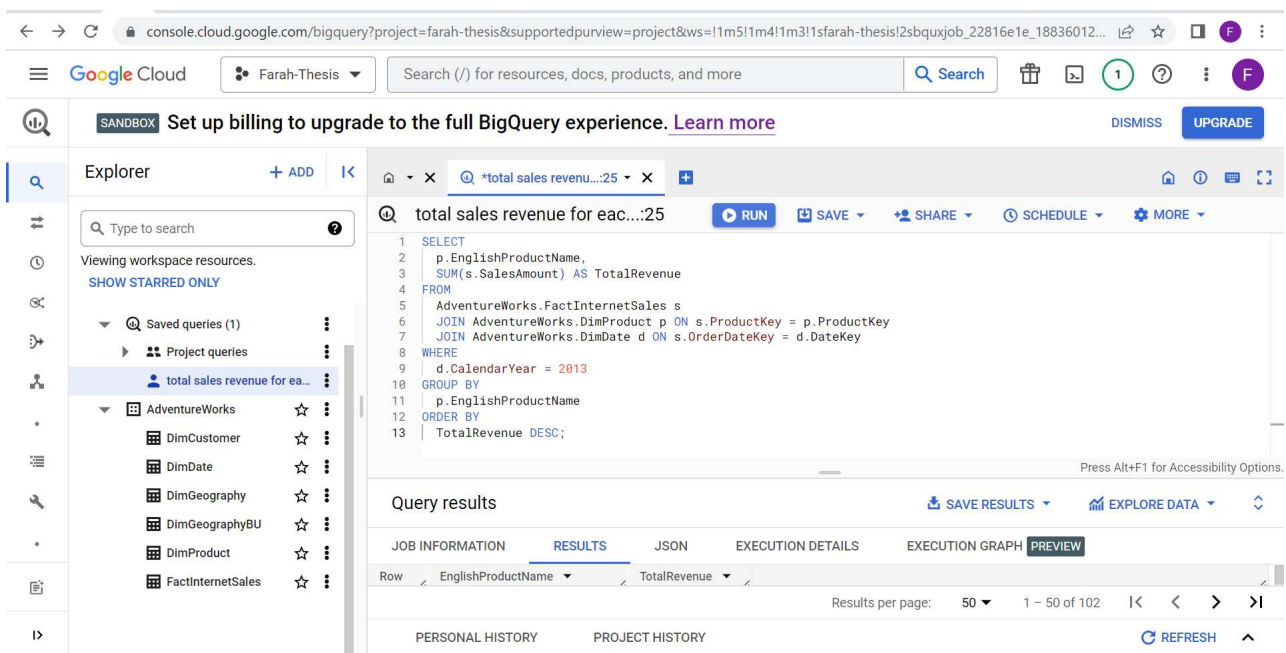 console.cloud.google.com/bigquery?project=farah-thesis&supportedpurview=project&ws=!1m5!1m4!1m3!1sfarah-thesis!2sbquxjob_22816e1e_18836012... F
Google Cloud Farah-Thesis Search (/) for resources, docs, products, and more Search 1 F
SANDBOX Set up billing to upgrade to the full BigQuery experience. Learn more DISMISS UPGRADE
Explorer + ADD
Type to search
Viewing workspace resources.
SHOW STARRED ONLY
Saved queries (1)
Project queries
total sales revenue for ea...
AdventureWorks
DimCustomer
DimDate
DimGeography
DimGeographyBU
DimProduct
FactInternetSales
*total sales revenu...:25
total sales revenue for eac...:25 RUN SAVE SHARE SCHEDULE MORE
1 SELECT
2 p.EnglishProductName,
3 SUM(s.SalesAmount) AS TotalRevenue
4 FROM
5 AdventureWorks.FactInternetSales s
6 JOIN AdventureWorks.DimProduct p ON s.ProductKey = p.ProductKey
7 JOIN AdventureWorks.DimDate d ON s.OrderDateKey = d.DateKey
8 WHERE
9 d.CalendarYear = 2013
10 GROUP BY
11 p.EnglishProductName
12 ORDER BY
13 TotalRevenue DESC;
Press Alt+F1 for Accessibility Options.
Query results SAVE RESULTS EXPLORE DATA
JOB INFORMATION RESULTS JSON EXECUTION DETAILS EXECUTION GRAPH PREVIEW
Row EnglishProductName TotalRevenue
Results per page: 50 1 – 50 of 102
PERSONAL HISTORY PROJECT HISTORY REFRESH